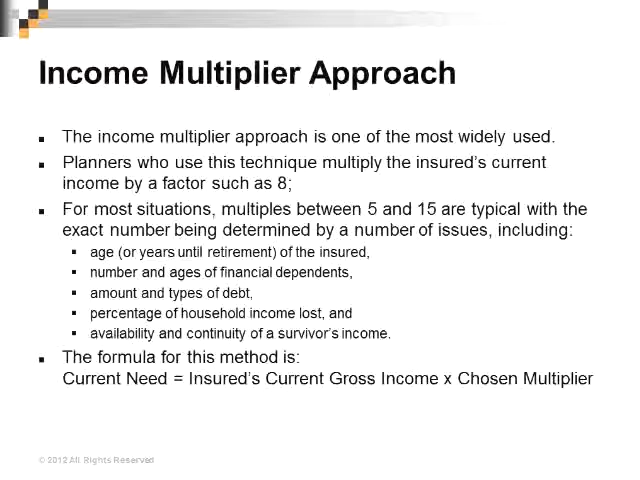 Income Multiplier Approach
▪ The income multiplier approach is one of the most widely used.
▪ Planners who use this technique multiply the insured's current
income by a factor such as 8;
▪ For most situations, multiples between 5 and 15 are typical with the
exact number being determined by a number of issues, including:
▪ age (or years until retirement) of the insured,
▪ number and ages of financial dependents,
▪ amount and types of debt,
▪ percentage of household income lost, and
▪ availability and continuity of a survivor's income.
▪ The formula for this method is:
Current Need = Insured's Current Gross Income x Chosen Multiplier
© 2012 All Rights Reserved